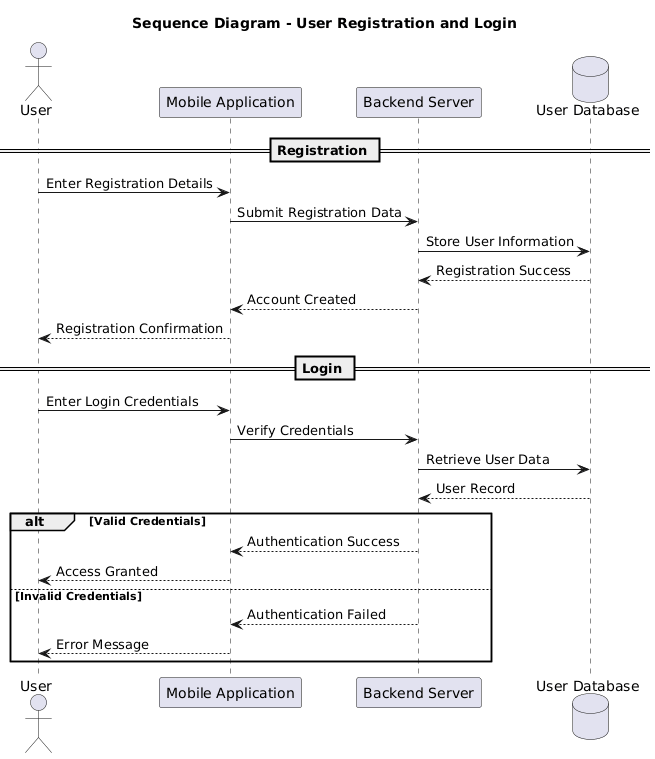 Sequence Diagram - User Registration and Login
User
Mobile Application
Backend Server
User Database
Registration
Enter Registration Details
Submit Registration Data
Store User Information
Registration Success
Account Created
Registration Confirmation
Login
Enter Login Credentials
Verify Credentials
Retrieve User Data
User Record
alt [Valid Credentials]
Authentication Success
Access Granted
[Invalid Credentials]
Authentication Failed
Error Message
User
Mobile Application
Backend Server
User Database